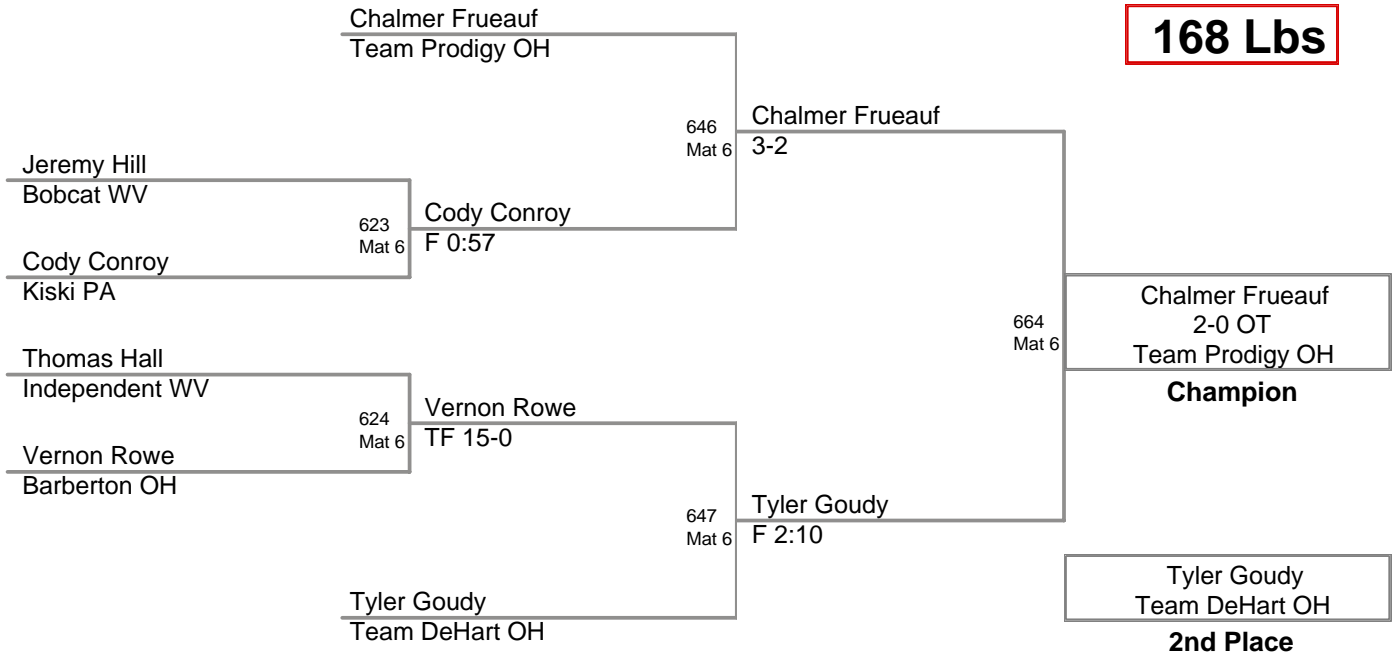 Chalmer Frueauf
Team Prodigy OH
168 Lbs
646
Mat 6
Chalmer Frueauf
3-2
Jeremy Hill
Bobcat WV
623
Mat 6
Cody Conroy
F 0:57
Cody Conroy
Kiski PA
664
Mat 6
Chalmer Frueauf
2-0 OT
Team Prodigy OH
Champion
Thomas Hall
Independent WV
624
Mat 6
Vernon Rowe
TF 15-0
Vernon Rowe
Barberton OH
647
Mat 6
Tyler Goudy
F 2:10
Tyler Goudy
Team DeHart OH
Tyler Goudy
Team DeHart OH
2nd Place